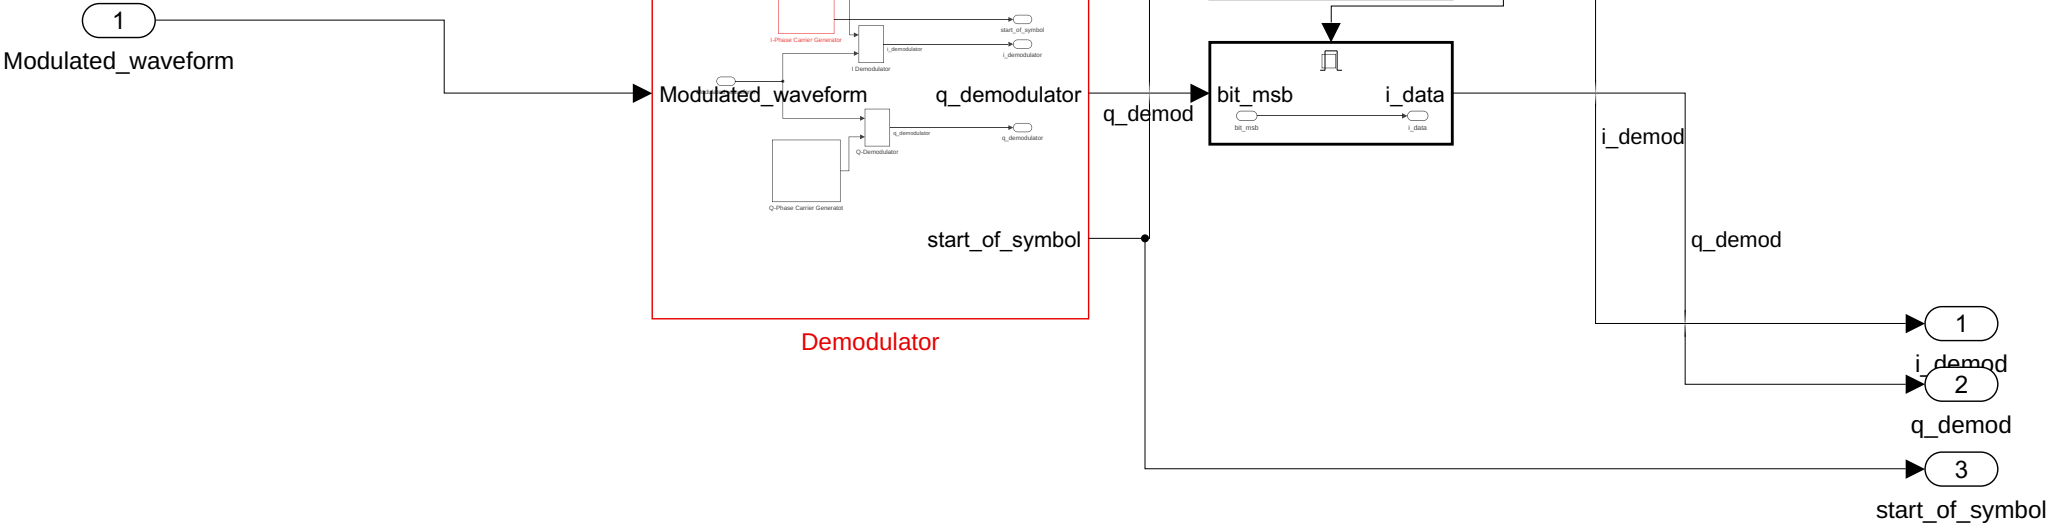 1
Modulated_waveform
start_of_symbol
I-Phase Carrier Generator
i_demodulator
i_demodulator
I Demodulator
Modulated_waveform
q_demodulator
q_demodulator
q_demodulator
Q-Demodulator
Q-Phase Carrier Generatot
start_of_symbol
Demodulator
q_demod
bit_msb
i_data
bit_msb
i_data
i_demod
q_demod
1
i_demod
2
q_demod
3
start_of_symbol